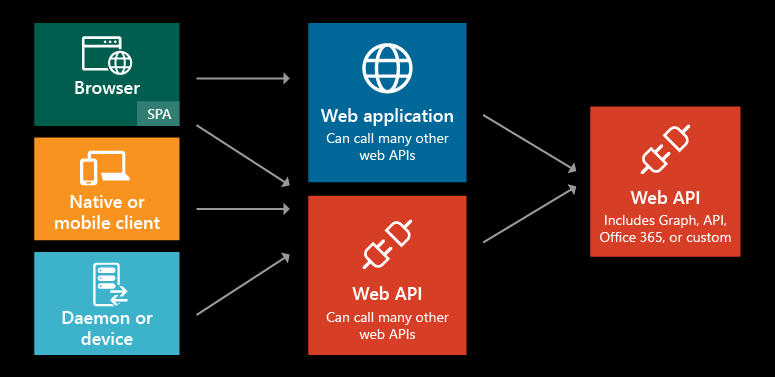 Browser
SPA
Native or
mobile client
Daemon or
device
Web application
Can call many other
web APIs
Web API
Can call many other
web APIs
Web API
Includes Graph, API,
Office 365, or custom